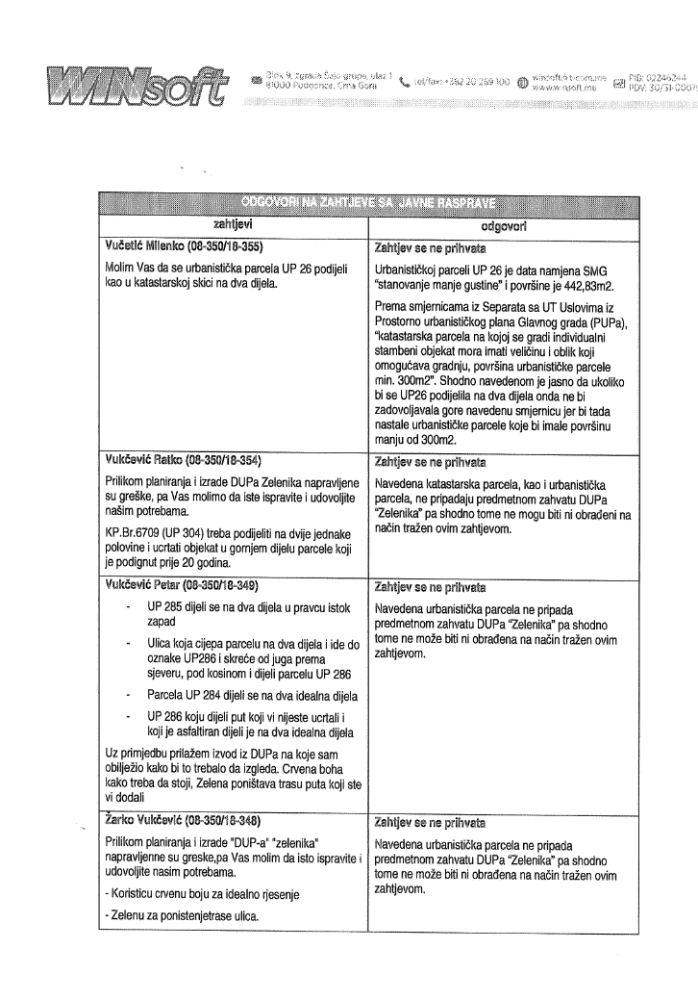 WINsoft
Blok 9, zgrada Šajo grupe, ulaz 1
81000 Podgorica, Crna Gora
tel/fax: +382 20 269 100
winsoft@t-com.me
www.winsoft.me
PIB: 02246244
PDV: 30/31-0007
ODGOVORI NA ZAHTJEVE SA JAVNE RASPRAVE
zahtjevi
odgovori
Vučetić Milenko (08-350/18-355)
Molim Vas da se urbanistička parcela UP 26 podijeli
kao u katastarskoj skici na dva dijela.
Zahtjev se ne prihvata
Urbanističkoj parceli UP 26 je data namjena SMG
“stanovanje manje gustine” i površine je 442,83m2.
Prema smjernicama iz Separata sa UT Uslovima iz
Prostorno urbanističkog plana Glavnog grada (PUPa),
“katastarska parcela na kojoj se gradi individualni
stambeni objekat mora imati veličinu i oblik koji
omogućava gradnju, površina urbanističke parcele
min. 300m2”. Shodno navedenom je jasno da ukoliko
bi se UP26 podijelila na dva dijela onda ne bi
zadovoljavala gore navedenu smjernicu jer bi tada
nastale urbanističke parcele koje bi imale površinu
manju od 300m2.
Vukčević Ratko (08-350/18-354)
Prilikom planiranja i izrade DUPa Zelenika napravljene
su greške, pa Vas molimo da iste ispravite i udovoljite
našim potrebama.
KP.Br.6709 (UP 304) treba podijeliti na dvije jednake
polovine i ucrtati objekat u gornjem dijelu parcele koji
je podignut prije 20 godina.
Zahtjev se ne prihvata
Navedena katastarska parcela, kao i urbanistička
parcela, ne pripadaju predmetnom zahvatu DUPa
“Zelenika” pa shodno tome ne mogu biti ni obrađeni na
način tražen ovim zahtjevom.
Vukčević Petar (08-350/18-349)
- UP 285 dijeli se na dva dijela u pravcu istok
zapad
- Ulica koja cijepa parcelu na dva dijela i ide do
oznake UP286 i skreće od juga prema
sjeveru, pod kosinom i dijeli parcelu UP 286
- Parcela UP 284 dijeli se na dva idealna dijela
- UP 286 koju dijeli put koji vi nijeste ucrtali i
koji je asfaltiran dijeli je na dva idealna dijela
Uz primjedbu prilažem izvod iz DUPa na koje sam
obilježio kako bi to trebalo da izgleda. Crvena boha
kako treba da stoji, Zelena poništava trasu puta koji ste
vi dodali
Zahtjev se ne prihvata
Navedena urbanistička parcela ne pripada
predmetnom zahvatu DUPa “Zelenika” pa shodno
tome ne može biti ni obrađena na način tražen ovim
zahtjevom.
Žarko Vukčević (08-350/18-348)
Prilikom planiranja i izrade "DUP-a" "zelenika"
napravljenne su greske,pa Vas molim da isto ispravite i
udovoljite nasim potrebama.
- Koristicu crvenu boju za idealno rjesenje
- Zelenu za ponistenjetrase ulica.
Zahtjev se ne prihvata
Navedena urbanistička parcela ne pripada
predmetnom zahvatu DUPa “Zelenika” pa shodno
tome ne može biti ni obrađena na način tražen ovim
zahtjevom.